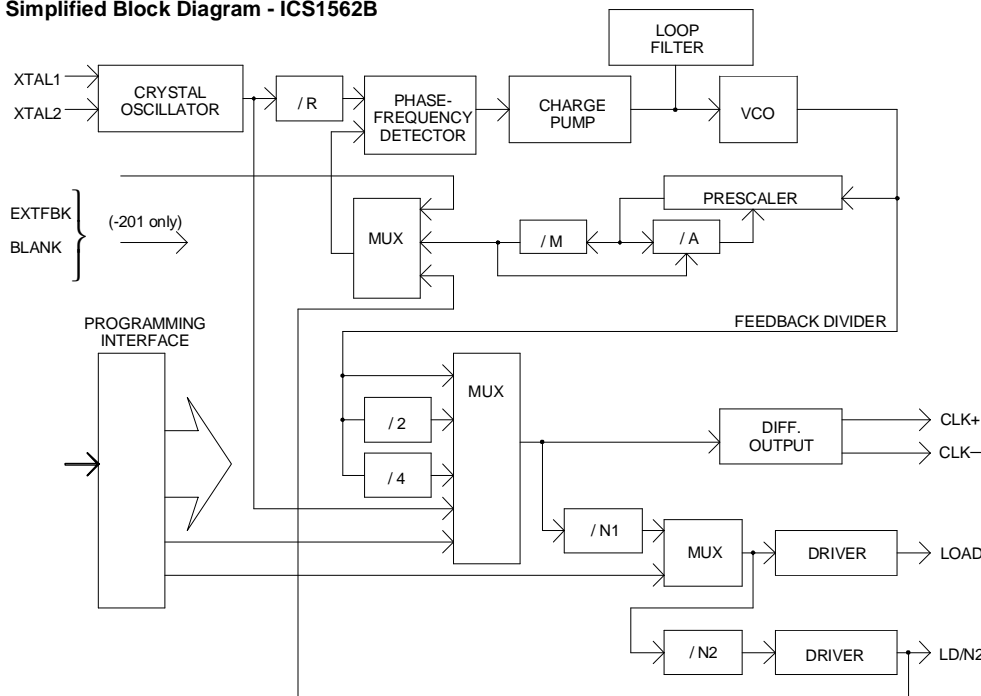 Simplified Block Diagram - ICS1562B
LOOP
FILTER
XTAL1
XTAL2
CRYSTAL
OSCILLATOR
/ R
PHASE-
FREQUENCY
DETECTOR
CHARGE
PUMP
VCO
EXTFBK
BLANK
(-201 only)
MUX
/ M
/ A
PRESCALER
FEEDBACK DIVIDER
PROGRAMMING
INTERFACE
MUX
/ 2
/ 4
DIFF.
OUTPUT
CLK+
CLK—
/ N1
MUX
DRIVER
LOAD
/ N2
DRIVER
LD/N2